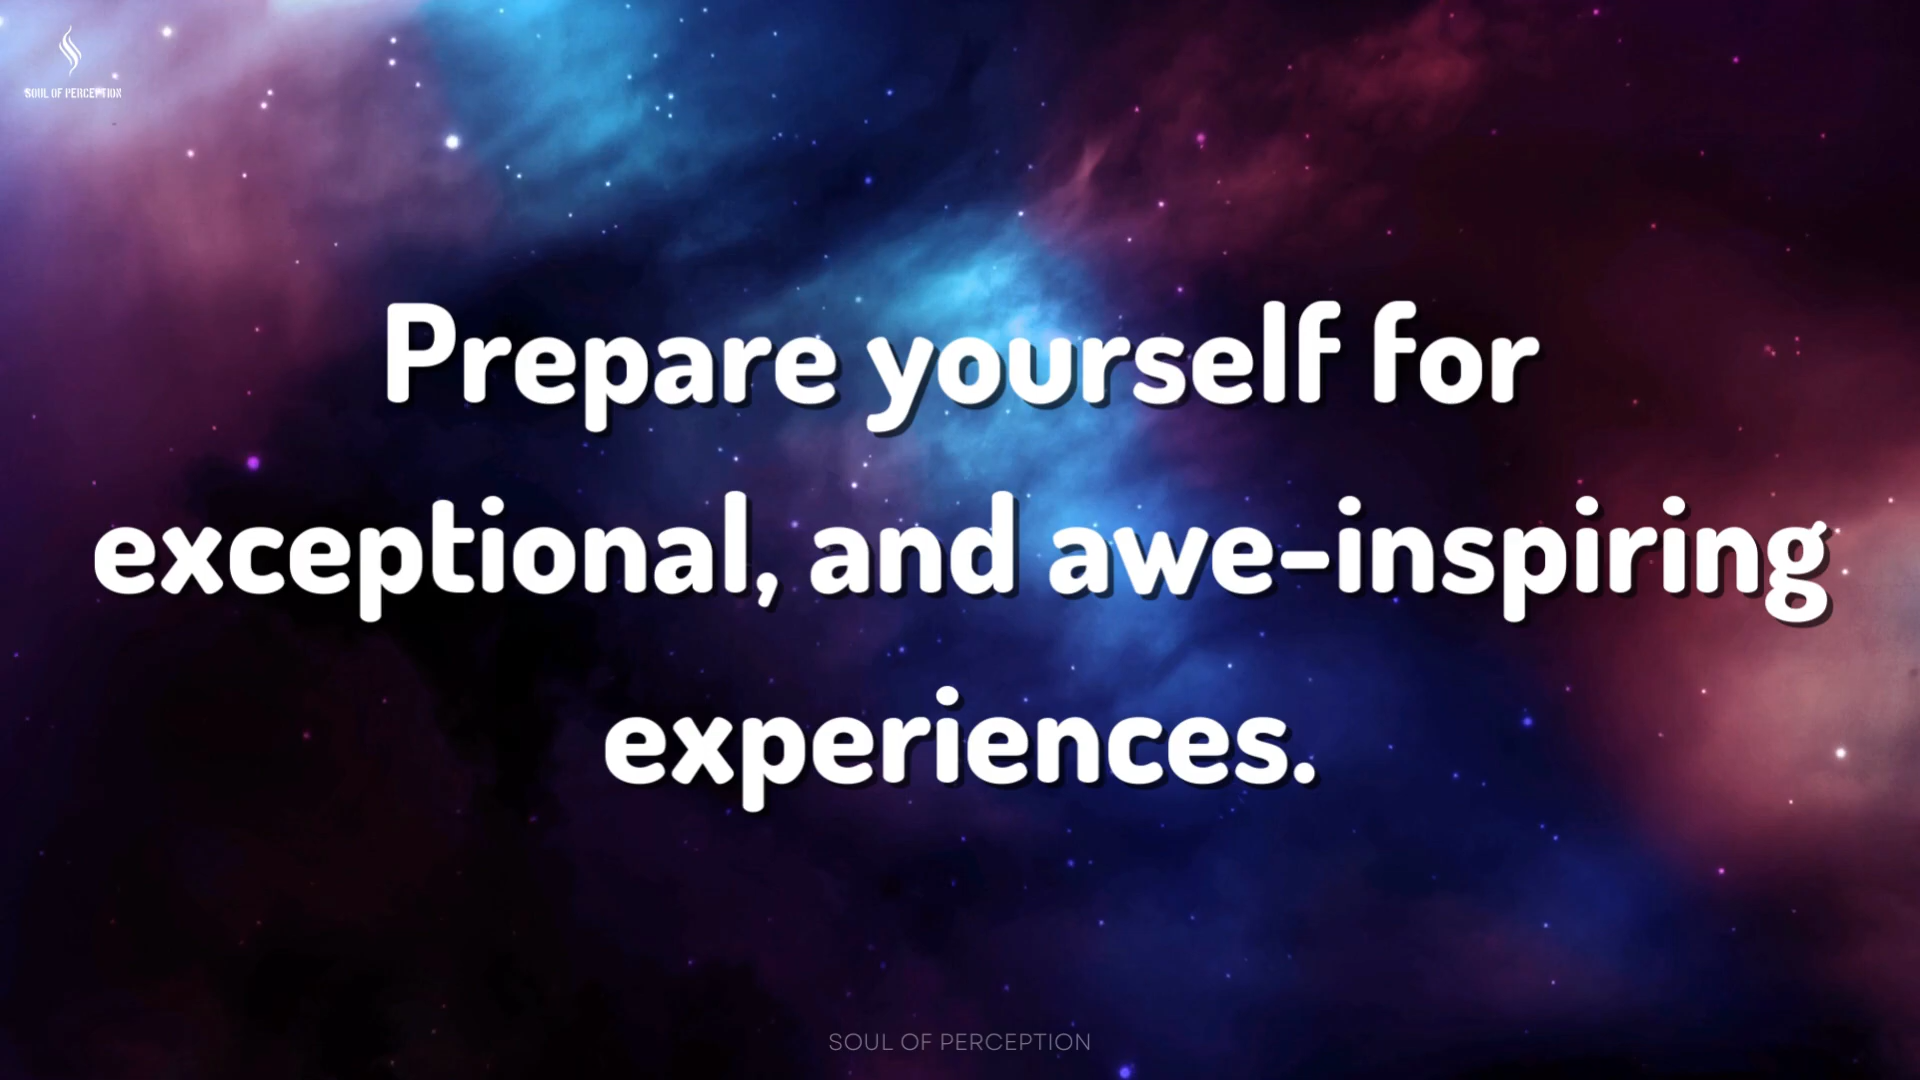 SOUL OF PERCEPTION
Prepare yourself for
exceptional, and awe-inspiring
experiences.
SOUL OF PERCEPTION